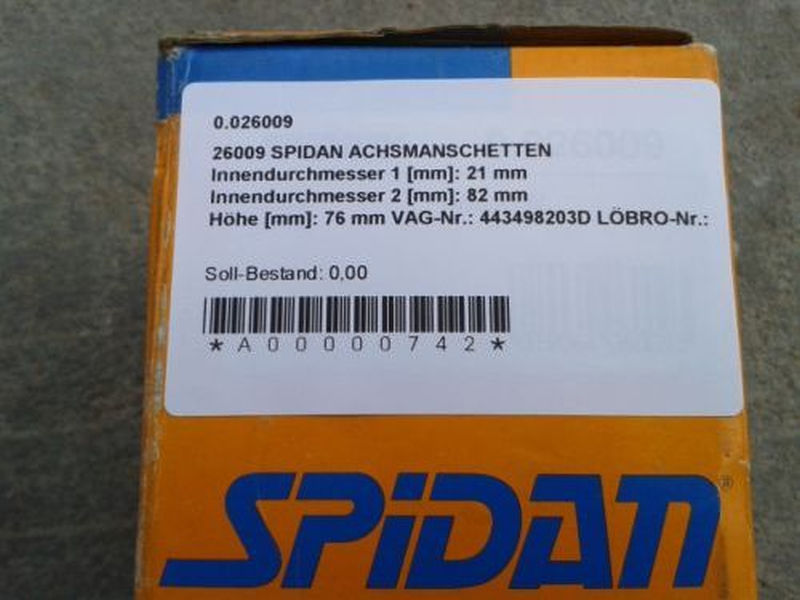 0.026009
26009 SPIDAN ACHSMANSCHETTEN
Innendurchmesser 1 [mm]: 21 mm
Innendurchmesser 2 [mm]: 82 mm
Höhe [mm]: 76 mm VAG-Nr.: 443498203D LÖBRO-Nr.:
Soll-Bestand: 0,00
*A00000742*
SPiDAN®